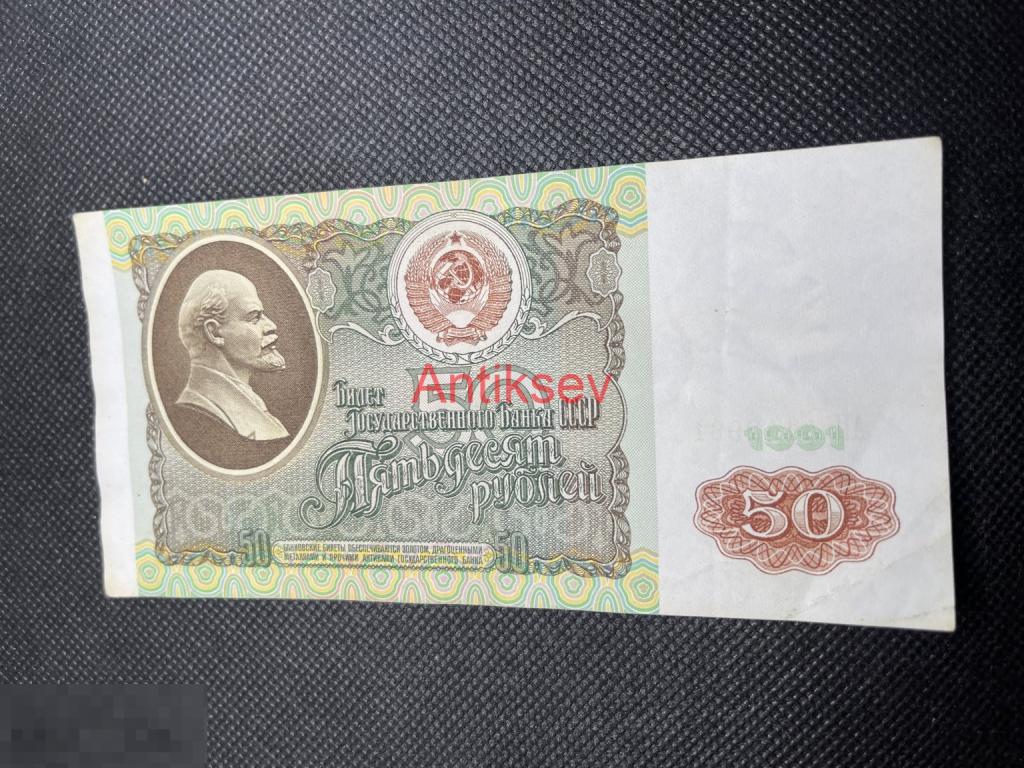 Билет
Государственного Банка СССР
Пятьдесят
рублей
50
БАНКОВСКИЕ БИЛЕТЫ ОБЕСПЕЧИВАЮТСЯ ЗОЛОТОМ, ДРАГОЦЕННЫМИ
МЕТАЛЛАМИ И ПРОЧИМИ АКТИВАМИ ГОСУДАРСТВЕННОГО БАНКА
50
50
50
Antiksev